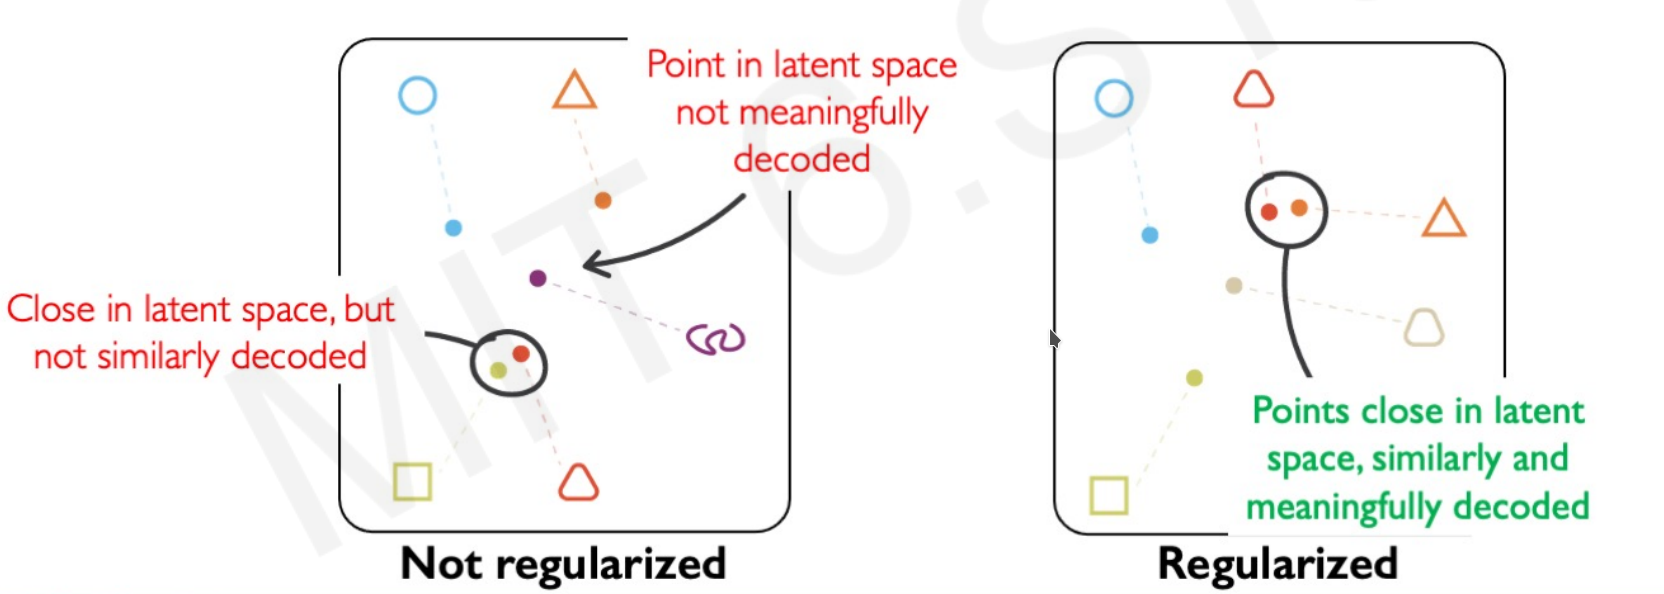 Point in latent space
not meaningfully
decoded
Close in latent space, but
not similarly decoded
Not regularized
Points close in latent
space, similarly and
meaningfully decoded
Regularized
MIT 6.S1